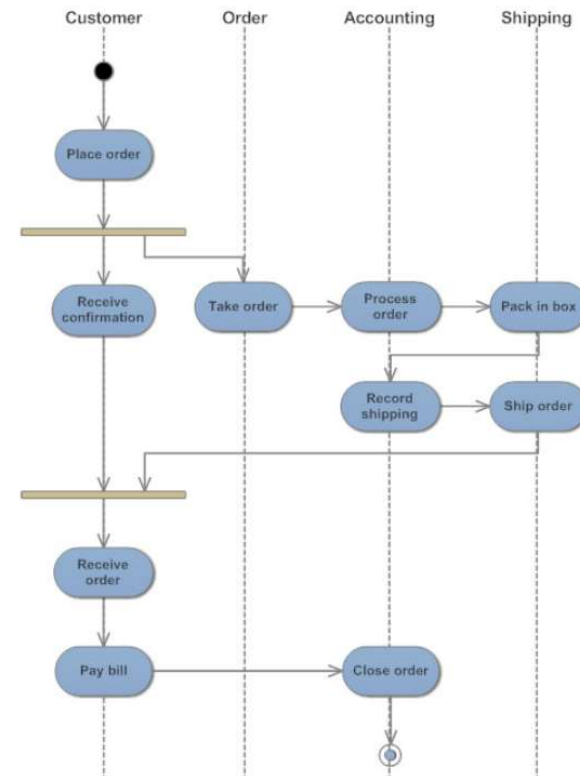 Customer
Order
Accounting
Shipping
Place order
Receive
confirmation
Take order
Process
order
Pack in box
Record
shipping
Ship order
Receive
order
Pay bill
Close order